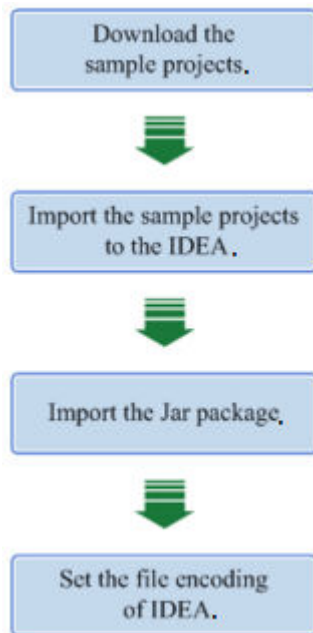 Download the
sample projects.
Import the sample projects
to the IDEA.
Import the Jar package.
Set the file encoding
of IDEA.